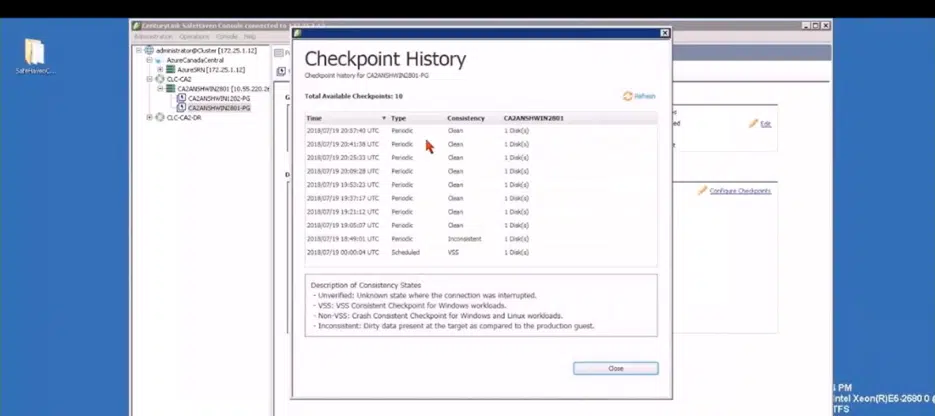 CenturyLink SafeHaven Console connected to
Administration Operations Console Help
SafeHavenC...
administrator@Cluster [172.25.1.12]
AzureCanadaCentral
AzureSRN [172.25.1.12]
CLC-CA2
CA2ANSHWIN2801 [10.55.220.2
CA2ANSHWIN1202-PG
CA2ANSHWIN2801-PG
CLC-CA2-DR
Checkpoint History
Checkpoint history for CA2ANSHWIN2801-PG
Total Available Checkpoints: 10
Refresh
Time Type Consistency CA2ANSHWIN2801
2018/07/19 20:57:40 UTC Periodic Clean 1 Disk(s)
2018/07/19 20:41:38 UTC Periodic Clean 1 Disk(s)
2018/07/19 20:25:33 UTC Periodic Clean 1 Disk(s)
2018/07/19 20:09:28 UTC Periodic Clean 1 Disk(s)
2018/07/19 19:53:23 UTC Periodic Clean 1 Disk(s)
2018/07/19 19:37:17 UTC Periodic Clean 1 Disk(s)
2018/07/19 19:21:12 UTC Periodic Clean 1 Disk(s)
2018/07/19 19:05:07 UTC Periodic Clean 1 Disk(s)
2018/07/19 18:49:01 UTC Periodic Inconsistent 1 Disk(s)
2018/07/19 00:00:04 UTC Scheduled VSS 1 Disk(s)
Description of Consistency States
- Unverified: Unknown state where the connection was interrupted.
- VSS: VSS Consistent Checkpoint for Windows workloads.
- Non-VSS: Crash Consistent Checkpoint for Windows and Linux workloads.
- Inconsistent: Dirty data present at the target as compared to the production guest.
Close
Edit
Configure Checkpoints
PM
Intel Xeon(R)E5-2680 0 @
TFS